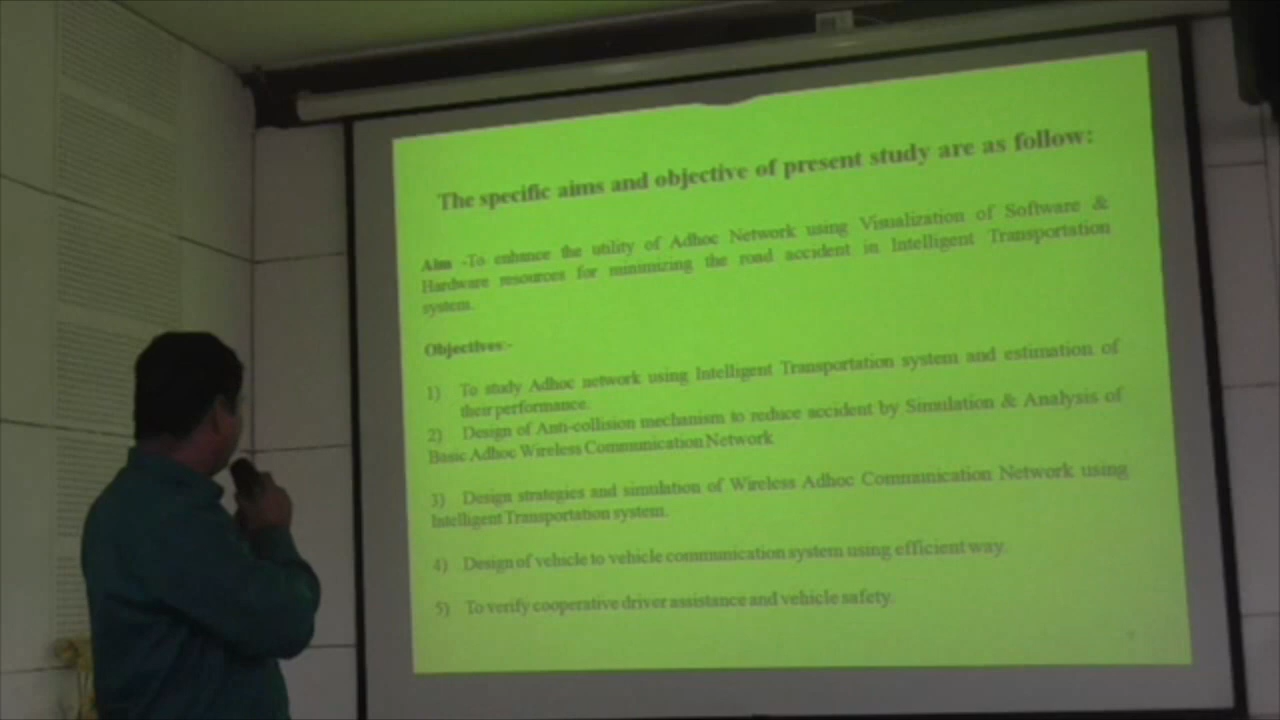 The specific aims and objective of present study are as follow:
Aim -To enhance the utility of Adhoc Network using Visualization of Software &
Hardware resources for minimizing the road accident in Intelligent Transportation
system.
Objectives:-
1) To study Adhoc network using Intelligent Transportation system and estimation of
their performance.
2) Design of Anti-collision mechanism to reduce accident by Simulation & Analysis of
Basic Adhoc Wireless Communication Network
3) Design strategies and simulation of Wireless Adhoc Communication Network using
Intelligent Transportation system.
4) Design of vehicle to vehicle communication system using efficient way.
5) To verify cooperative driver assistance and vehicle safety.